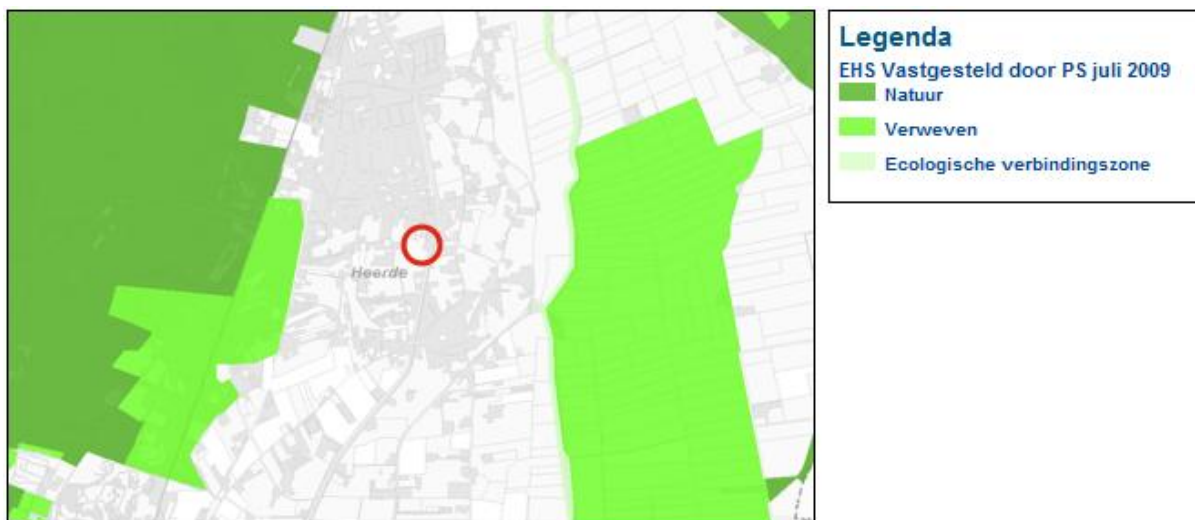 Heerde
Legenda
EHS Vastgesteld door PS juli 2009
Natuur
Verweven
Ecologische verbindingszone